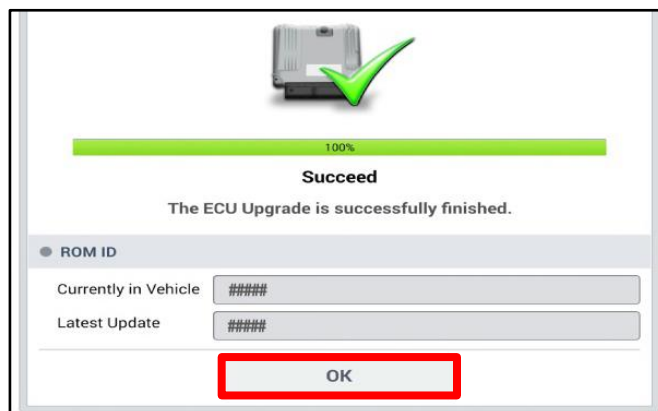 100%
Succeed
The ECU Upgrade is successfully finished.
ROM ID
Currently in Vehicle #####
Latest Update #####
OK